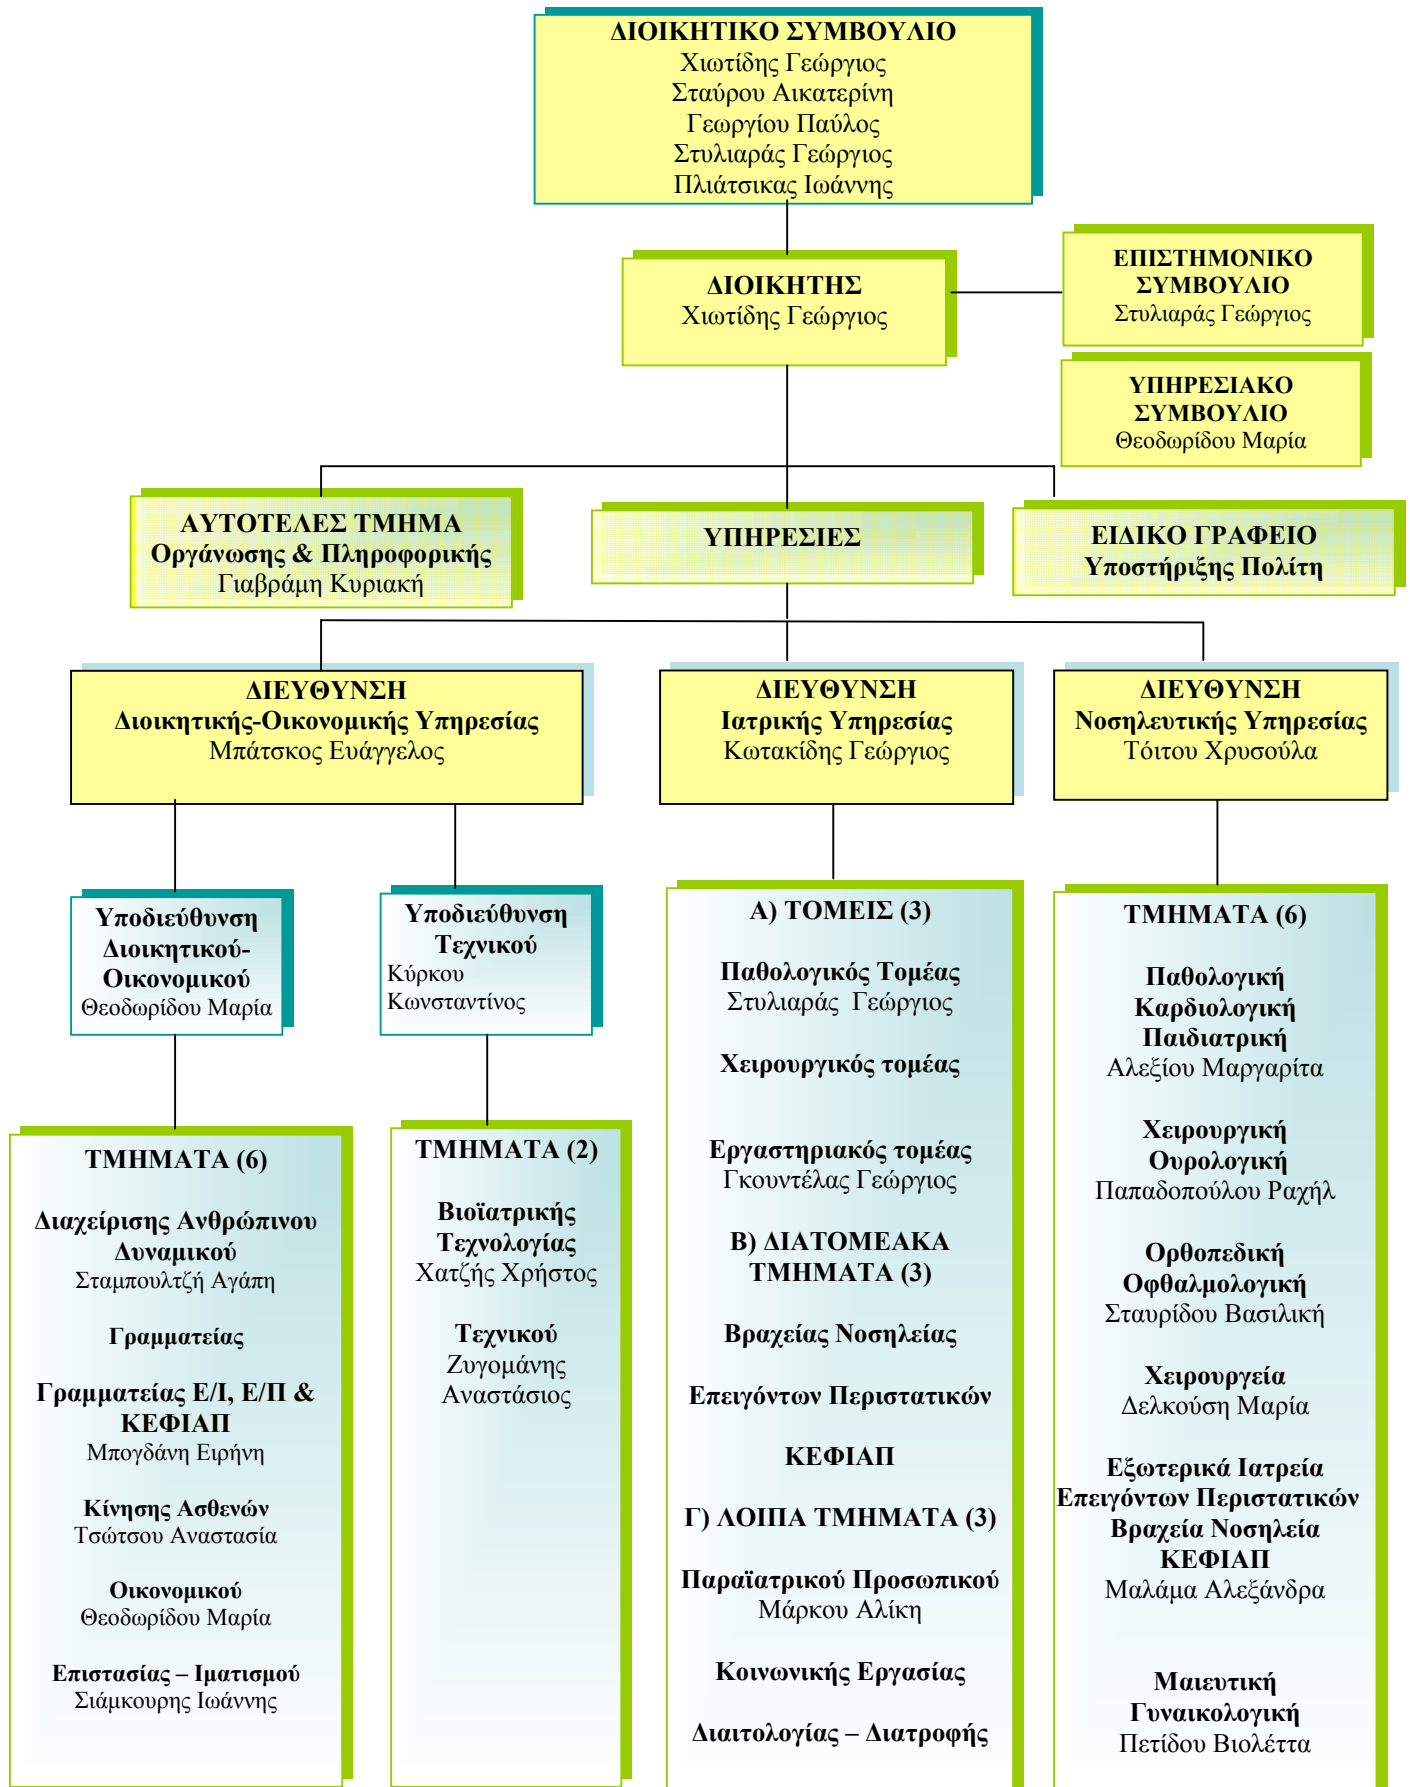 ΔΙΟΙΚΗΤΙΚΟ ΣΥΜΒΟΥΛΙΟ
Χιωτίδης Γεώργιος
Σταύρου Αικατερίνη
Γεωργίου Παύλος
Στυλιαράς Γεώργιος
Πλιάτσικας Ιωάννης
ΔΙΟΙΚΗΤΗΣ
Χιωτίδης Γεώργιος
ΕΠΙΣΤΗΜΟΝΙΚΟ
ΣΥΜΒΟΥΛΙΟ
Στυλιαράς Γεώργιος
ΥΠΗΡΕΣΙΑΚΟ
ΣΥΜΒΟΥΛΙΟ
Θεοδωρίδου Μαρία
ΑΥΤΟΤΕΛΕΣ ΤΜΗΜΑ
Οργάνωσης & Πληροφορικής
Γιαβράμη Κυριακή
ΥΠΗΡΕΣΙΕΣ
ΕΙΔΙΚΟ ΓΡΑΦΕΙΟ
Υποστήριξης Πολίτη
ΔΙΕΥΘΥΝΣΗ
Διοικητικής-Οικονομικής Υπηρεσίας
Μπάτσκος Ευάγγελος
ΔΙΕΥΘΥΝΣΗ
Ιατρικής Υπηρεσίας
Κωτακίδης Γεώργιος
ΔΙΕΥΘΥΝΣΗ
Νοσηλευτικής Υπηρεσίας
Τόιτου Χρυσούλα
Υποδιεύθυνση
Διοικητικού-
Οικονομικού
Θεοδωρίδου Μαρία
Υποδιεύθυνση
Τεχνικού
Κύρκου
Κωνσταντίνος
ΤΜΗΜΑΤΑ (6)
Διαχείρισης Ανθρώπινου
Δυναμικού
Σταμπουλτζή Αγάπη
Γραμματείας
Γραμματείας Ε/Ι, Ε/Π &
ΚΕΦΙΑΠ
Μπογδάνη Ειρήνη
Κίνησης Ασθενών
Τσώτσου Αναστασία
Οικονομικού
Θεοδωρίδου Μαρία
Επιστασίας – Ιματισμού
Σιάμκουρης Ιωάννης
ΤΜΗΜΑΤΑ (2)
Βιοϊατρικής
Τεχνολογίας
Χατζής Χρήστος
Τεχνικού
Ζυγομάνης
Αναστάσιος
Α) ΤΟΜΕΙΣ (3)
Παθολογικός Τομέας
Στυλιαράς Γεώργιος
Χειρουργικός τομέας
Εργαστηριακός τομέας
Γκουντέλας Γεώργιος
Β) ΔΙΑΤΟΜΕΑΚΑ
ΤΜΗΜΑΤΑ (3)
Βραχείας Νοσηλείας
Επειγόντων Περιστατικών
ΚΕΦΙΑΠ
Γ) ΛΟΙΠΑ ΤΜΗΜΑΤΑ (3)
Παραϊατρικού Προσωπικού
Μάρκου Αλίκη
Κοινωνικής Εργασίας
Διαιτολογίας – Διατροφής
ΤΜΗΜΑΤΑ (6)
Παθολογική
Καρδιολογική
Παιδιατρική
Αλεξίου Μαργαρίτα
Χειρουργική
Ουρολογική
Παπαδοπούλου Ραχήλ
Ορθοπεδική
Οφθαλμολογική
Σταυρίδου Βασιλική
Χειρουργεία
Δελκούση Μαρία
Εξωτερικά Ιατρεία
Επειγόντων Περιστατικών
Βραχεία Νοσηλεία
ΚΕΦΙΑΠ
Μαλάμα Αλεξάνδρα
Μαιευτική
Γυναικολογική
Πετίδου Βιολέττα